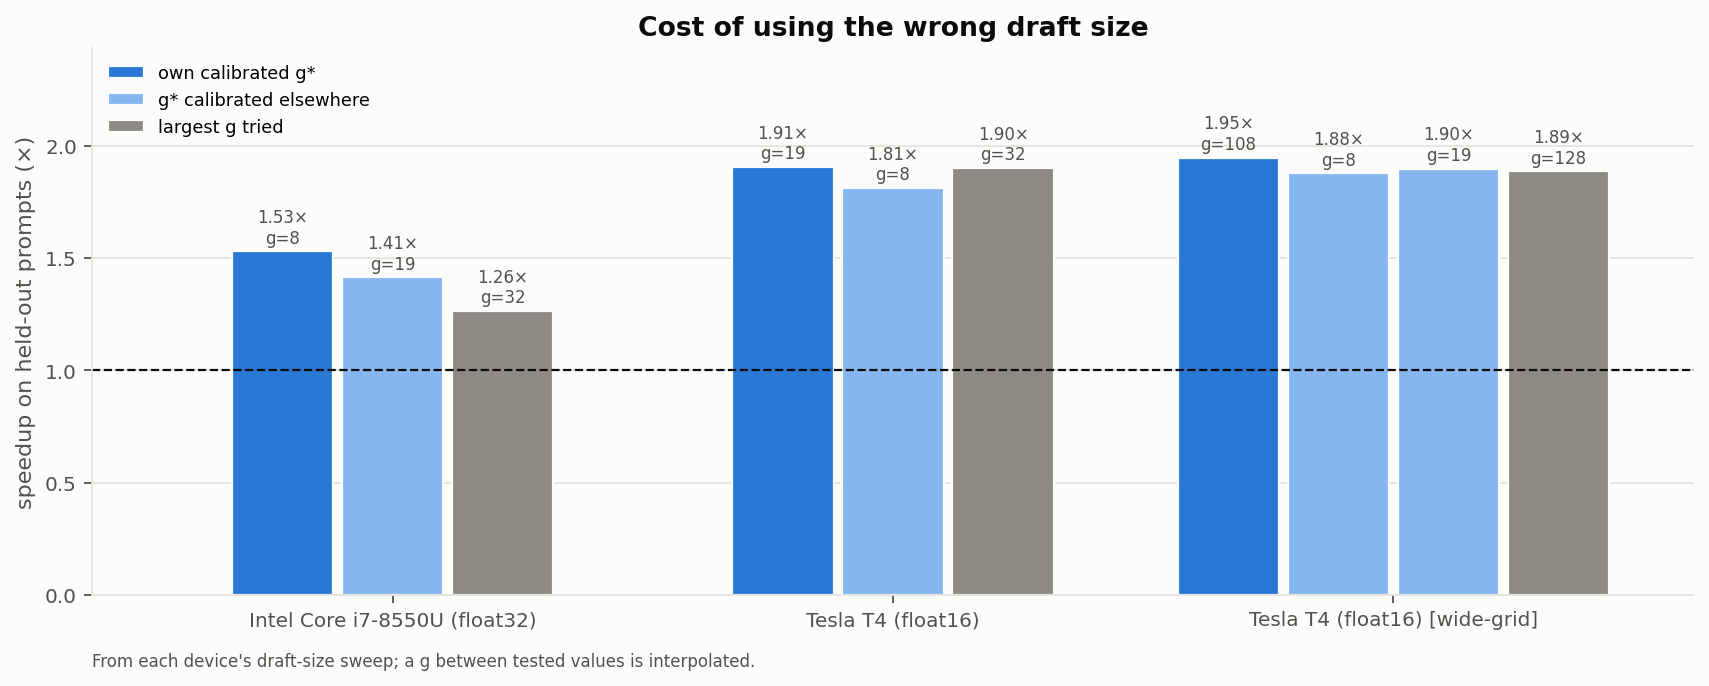 Cost of using the wrong draft size
own calibrated g*
g* calibrated elsewhere
largest g tried
speedup on held-out prompts (×)
2.0
1.5
1.0
0.5
0.0
1.53×
g=8
1.41×
g=19
1.26×
g=32
1.91×
g=19
1.81×
g=8
1.90×
g=32
1.95×
g=108
1.88×
g=8
1.90×
g=19
1.89×
g=128
Intel Core i7-8550U (float32)
Tesla T4 (float16)
Tesla T4 (float16) [wide-grid]
From each device's draft-size sweep; a g between tested values is interpolated.